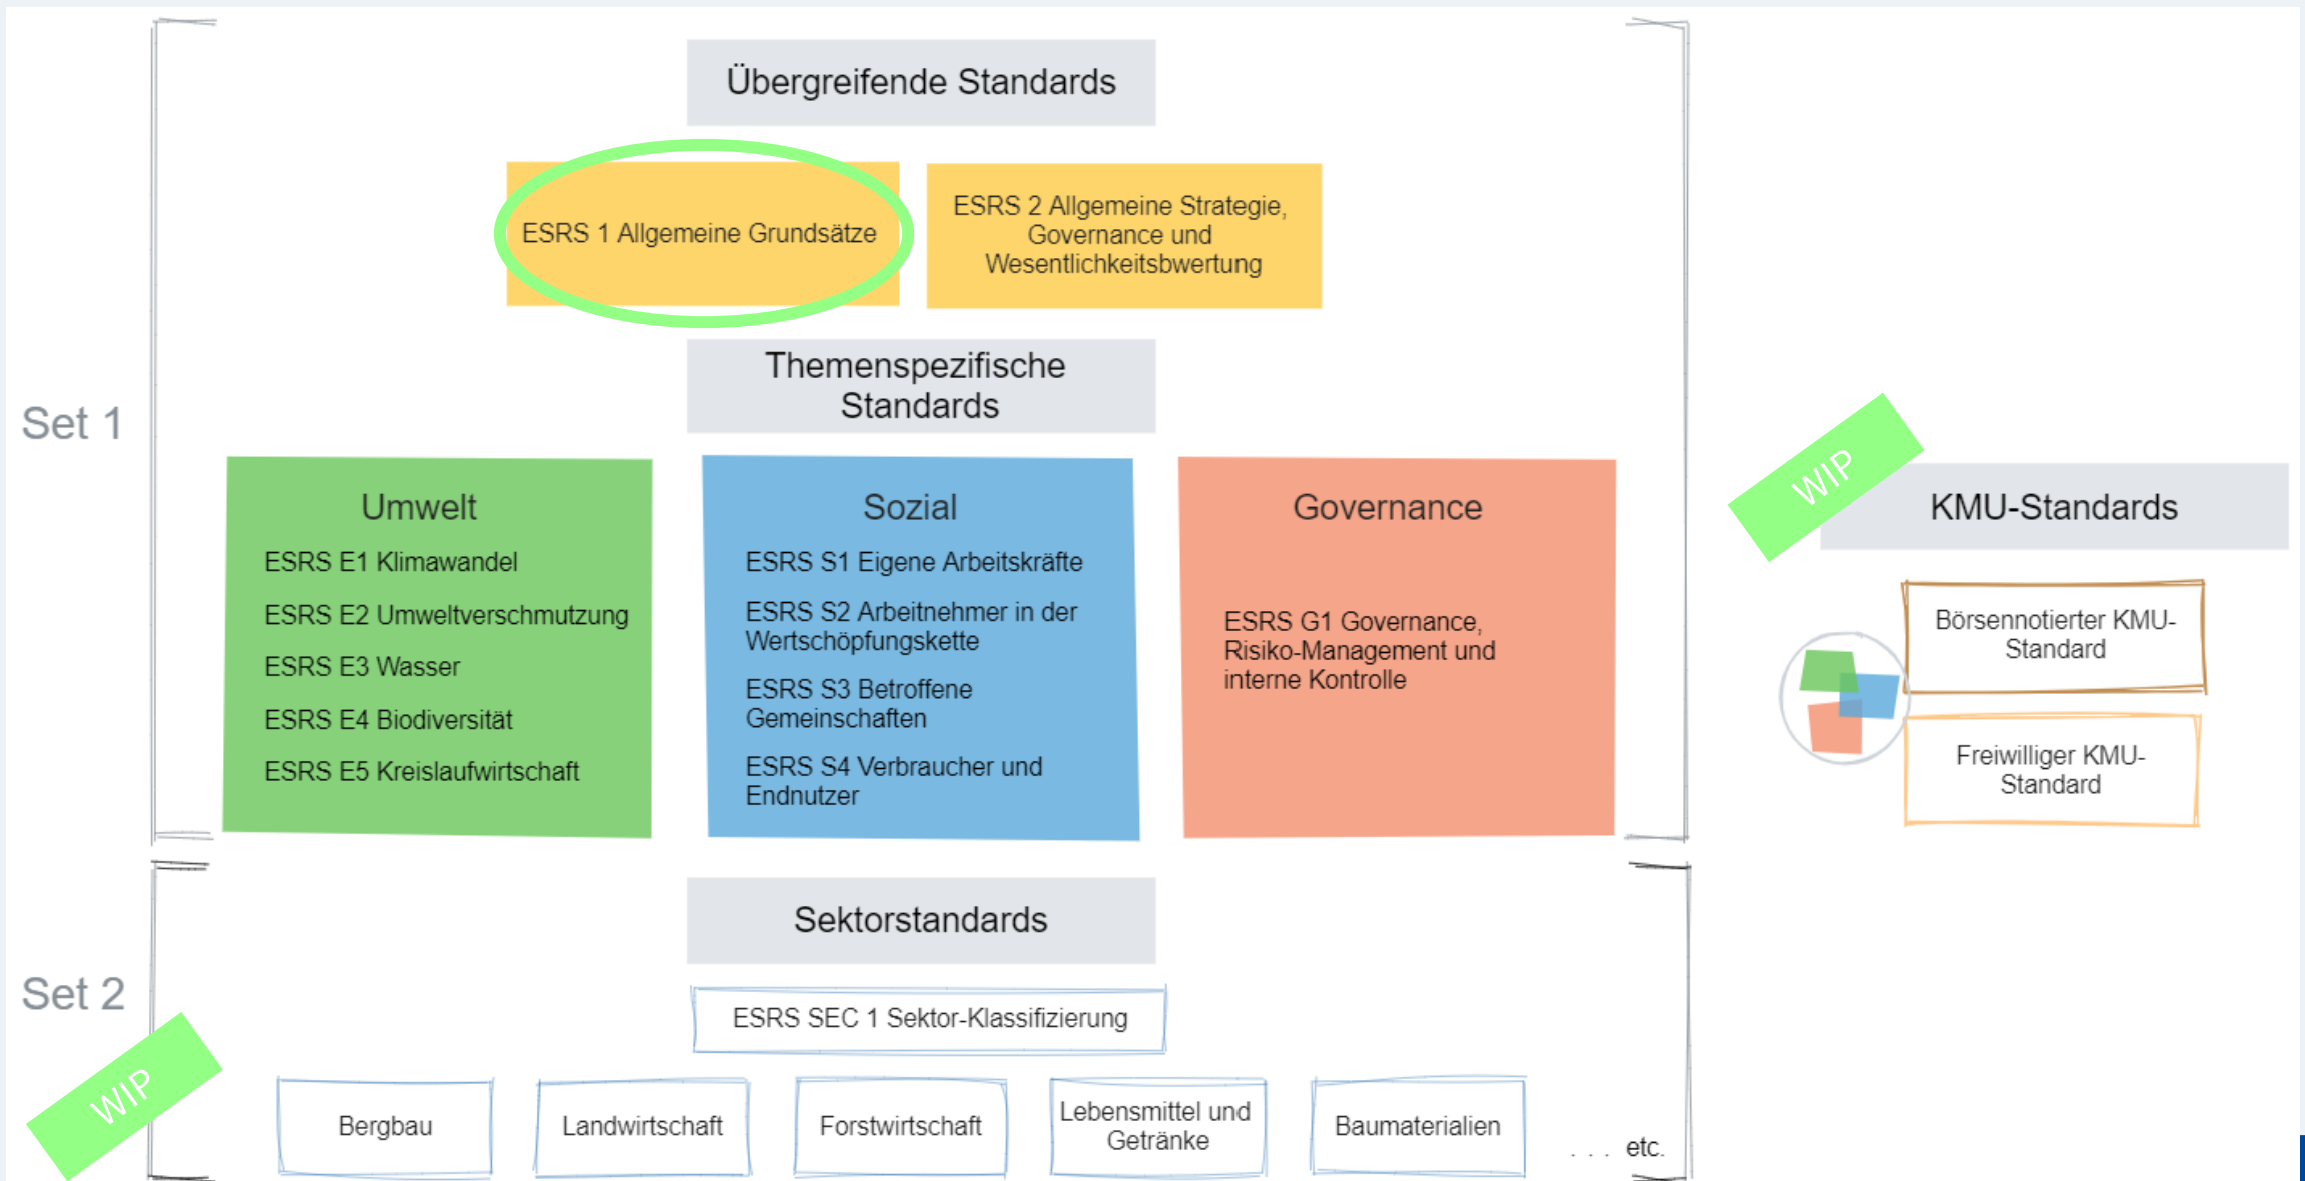 Übergreifende Standards
ESRS 1 Allgemeine Grundsätze
ESRS 2 Allgemeine Strategie,
Governance und
Wesentlichkeitsbwertung
Themenspezifische
Standards
Set 1
Umwelt
ESRS E1 Klimawandel
ESRS E2 Umweltverschmutzung
ESRS E3 Wasser
ESRS E4 Biodiversität
ESRS E5 Kreislaufwirtschaft
Sozial
ESRS S1 Eigene Arbeitskräfte
ESRS S2 Arbeitnehmer in der
Wertschöpfungskette
ESRS S3 Betroffene
Gemeinschaften
ESRS S4 Verbraucher und
Endnutzer
Governance
ESRS G1 Governance,
Risiko-Management und
interne Kontrolle
WIP
KMU-Standards
Börsennotierter KMU-
Standard
Freiwilliger KMU-
Standard
Sektorstandards
Set 2
WIP
ESRS SEC 1 Sektor-Klassifizierung
Bergbau
Landwirtschaft
Forstwirtschaft
Lebensmittel und
Getränke
Baumaterialien
. . . etc.